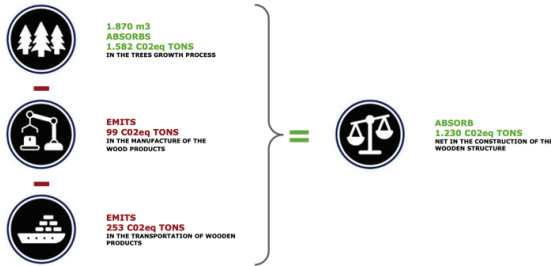 1.870 m3
ABSORBS
1.582 C02eq TONS
IN THE TREES GROWTH PROCESS
EMITS
99 C02eq TONS
IN THE MANUFACTURE OF THE
WOOD PRODUCTS
EMITS
253 C02eq TONS
IN THE TRANSPORTATION OF WOODEN
PRODUCTS
ABSORB
1.230 C02eq TONS
NET IN THE CONSTRUCTION OF THE
WOODEN STRUCTURE